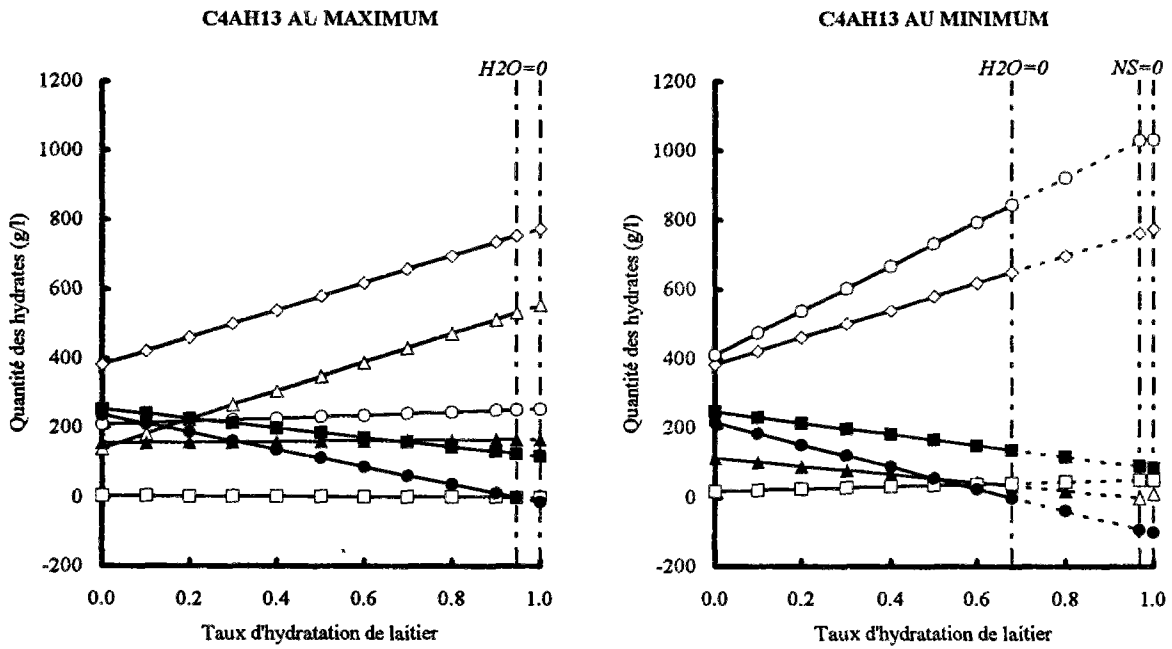 C4AH13 AU MAXIMUM
H2O=0
1200
1000
800
600
400
200
0
-200
Quantité des hydrates (g/l)
0.0 0.2 0.4 0.6 0.8 1.0
Taux d'hydratation de laitier
C4AH13 AU MINIMUM
H2O=0 NS=0
1200
1000
800
600
400
200
0
-200
Quantité des hydrates (g/l)
0.0 0.2 0.4 0.6 0.8 1.0
Taux d'hydratation de laitier